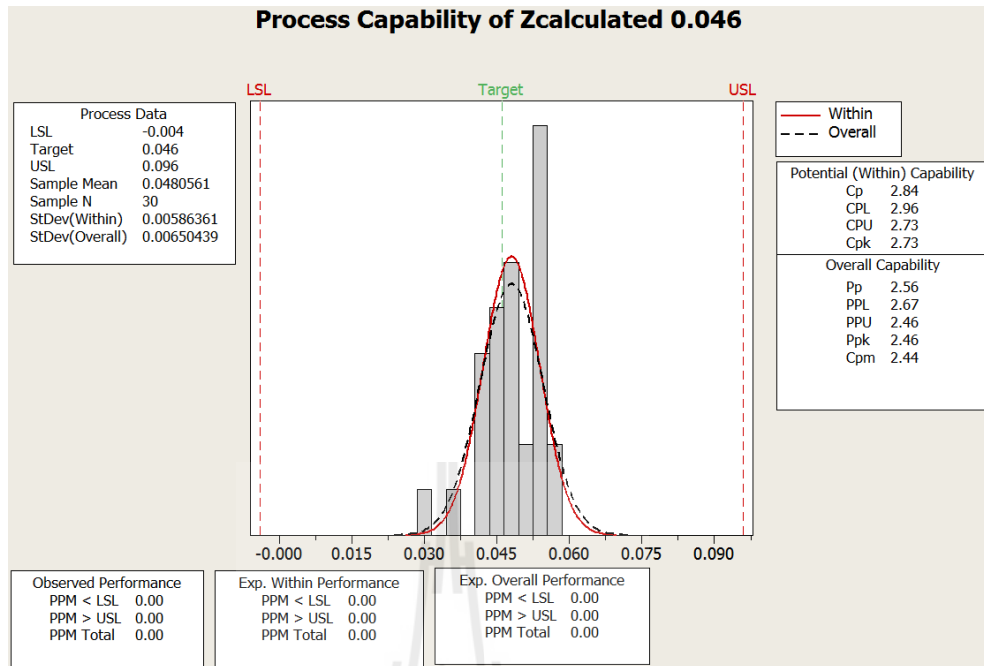 Process Capability of Zcalculated 0.046
LSL Target USL
Process Data
LSL -0.004
Target 0.046
USL 0.096
Sample Mean 0.0480561
Sample N 30
StDev(Within) 0.00586361
StDev(Overall) 0.00650439
Within
Overall
Potential (Within) Capability
Cp 2.84
CPL 2.96
CPU 2.73
Cpk 2.73
Overall Capability
Pp 2.56
PPL 2.67
PPU 2.46
Ppk 2.46
Cpm 2.44
-0.000 0.015 0.030 0.045 0.060 0.075 0.090
Observed Performance
PPM < LSL 0.00
PPM > USL 0.00
PPM Total 0.00
Exp. Within Performance
PPM < LSL 0.00
PPM > USL 0.00
PPM Total 0.00
Exp. Overall Performance
PPM < LSL 0.00
PPM > USL 0.00
PPM Total 0.00